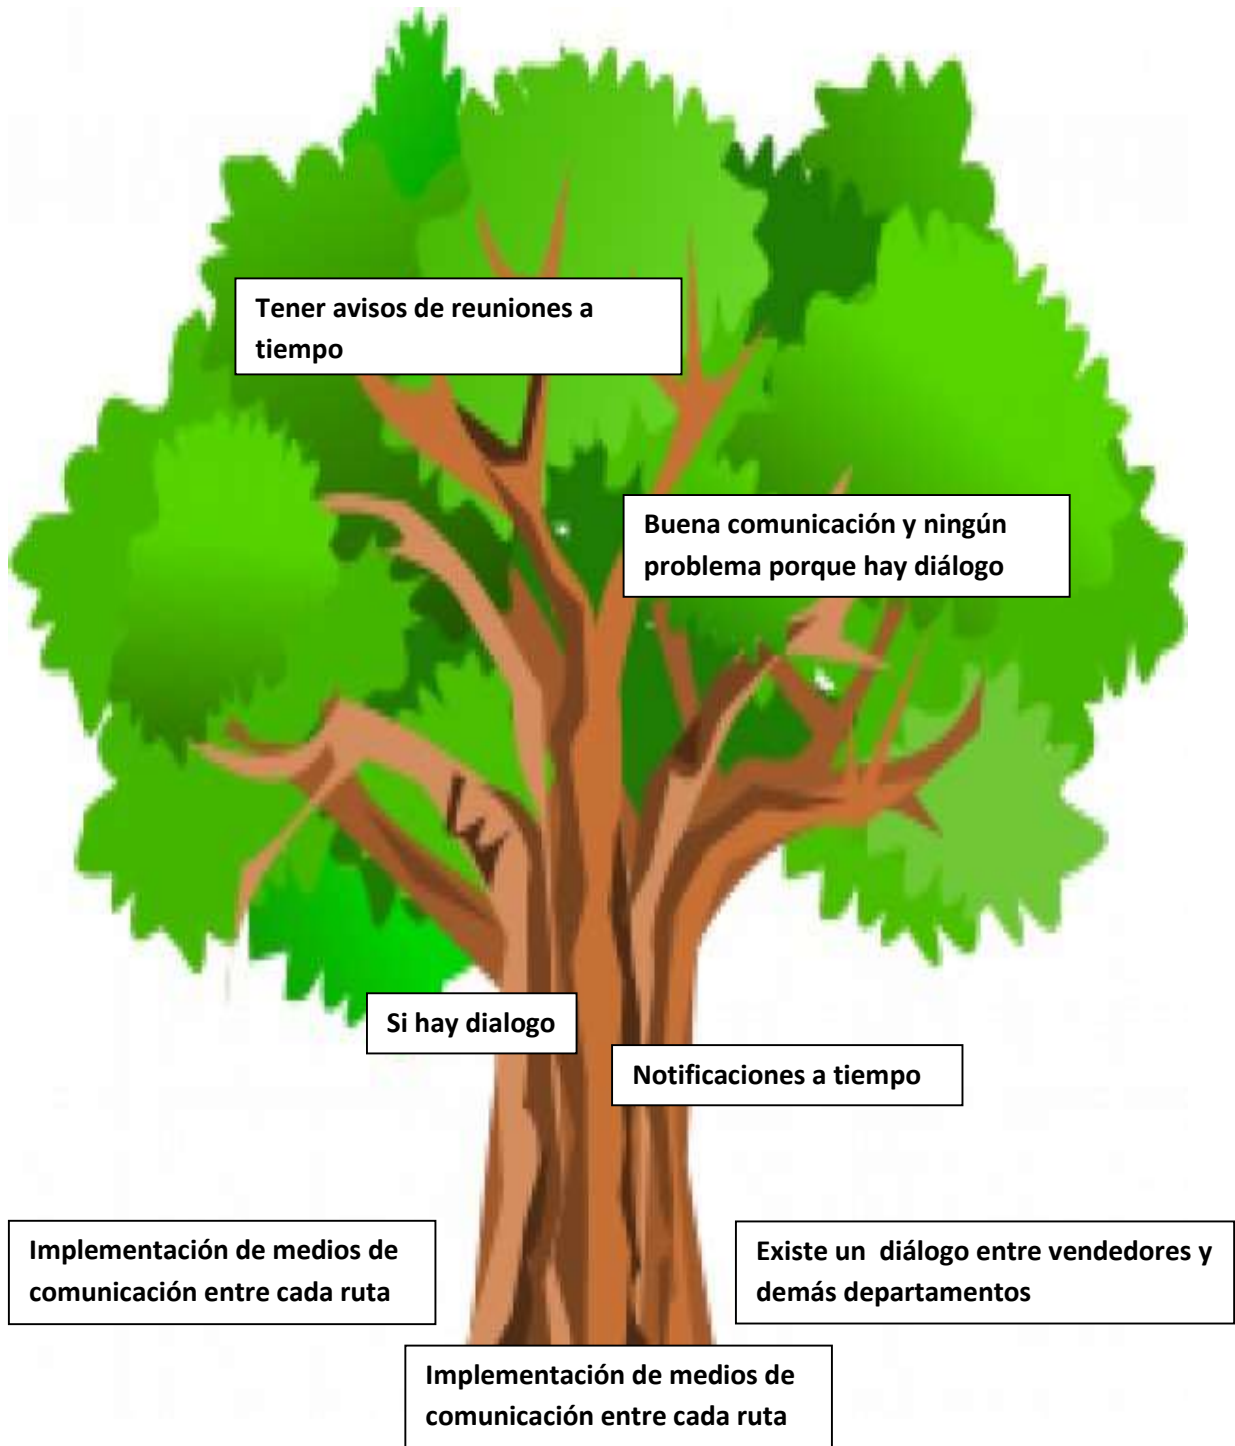 Tener avisos de reuniones a
tiempo
Buena comunicación y ningún
problema porque hay diálogo
Si hay dialogo
Notificaciones a tiempo
Implementación de medios de
comunicación entre cada ruta
Existe un  diálogo entre vendedores y
demás departamentos
Implementación de medios de
comunicación entre cada ruta